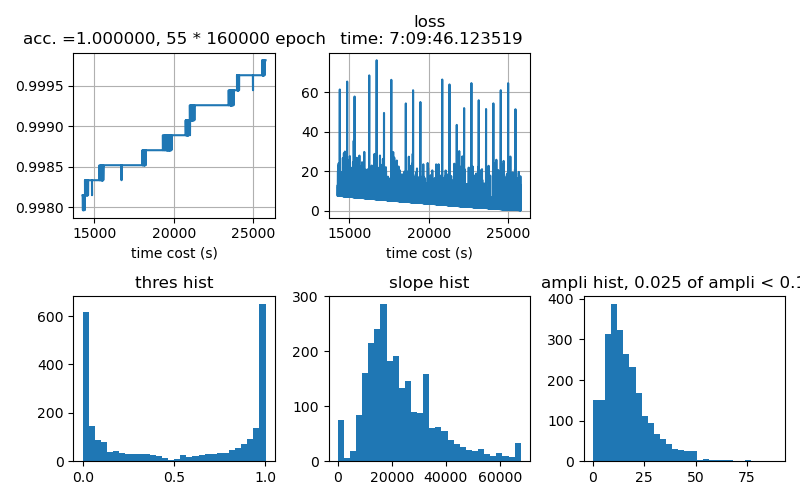 loss
acc. =1.000000, 55 * 160000 epoch time: 7:09:46.123519
0.9995
0.9990
0.9985
0.9980
15000 20000 25000
time cost (s)
60
40
20
0
15000 20000 25000
time cost (s)
thres hist
600
400
200
0
0.0 0.5 1.0
slope hist
300
250
200
150
100
50
0
0 20000 40000 60000
ampli hist, 0.025 of ampli < 0.1
400
300
200
100
0
0 25 50 75